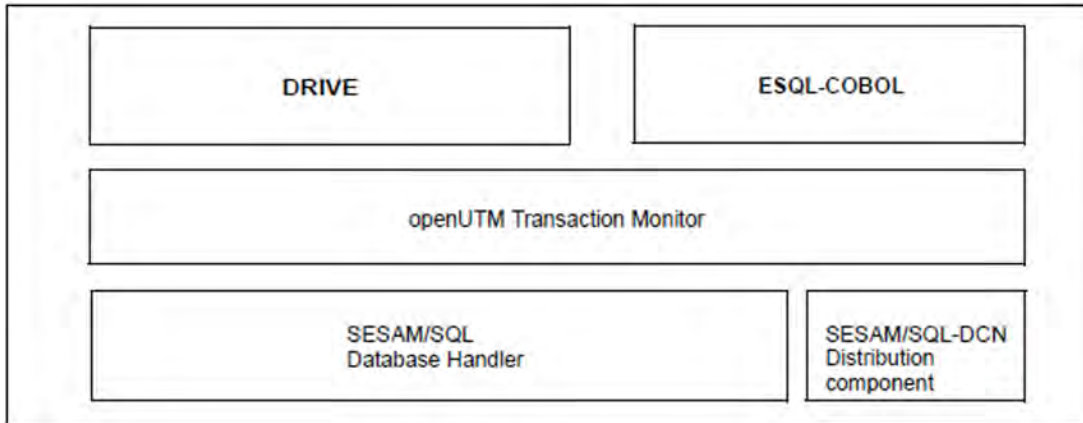 DRIVE
ESQL-COBOL
openUTM Transaction Monitor
SESAM/SQL
Database Handler
SESAM/SQL-DCN
Distribution
component